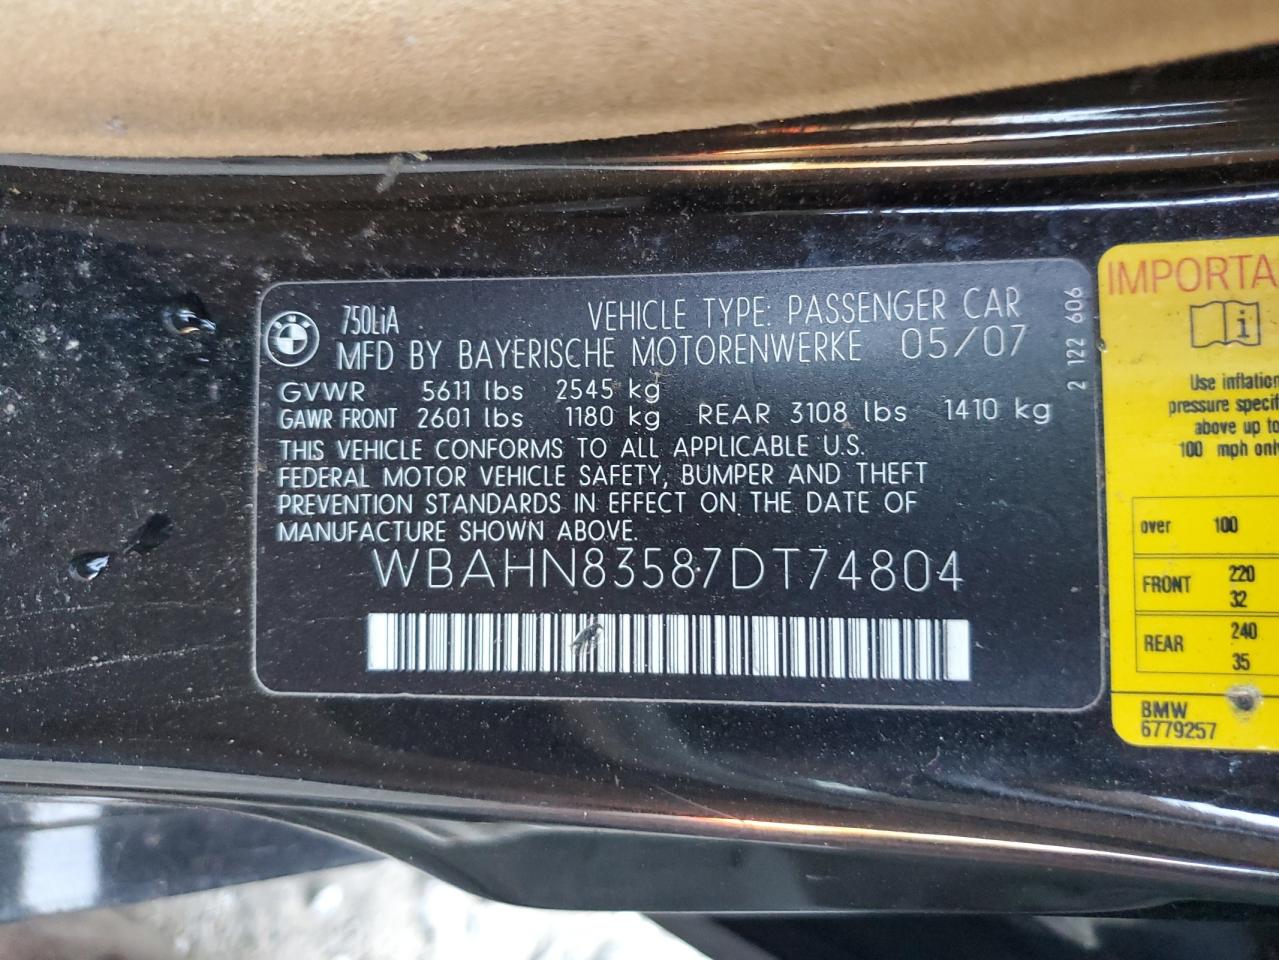 750LiA
VEHICLE TYPE: PASSENGER CAR
MFD BY BAYERISCHE MOTORENWERKE 05/07
GVWR 5611 lbs 2545 kg
GAWR FRONT 2601 lbs 1180 kg REAR 3108 lbs 1410 kg
THIS VEHICLE CONFORMS TO ALL APPLICABLE U.S.
FEDERAL MOTOR VEHICLE SAFETY, BUMPER AND THEFT
PREVENTION STANDARDS IN EFFECT ON THE DATE OF
MANUFACTURE SHOWN ABOVE.
WBAHN83587DT74804
2 122 606
IMPORTA
i
Use inflation
pressure specif
above up to
100 mph only
over 100
FRONT 220
32
REAR 240
35
BMW
6779257